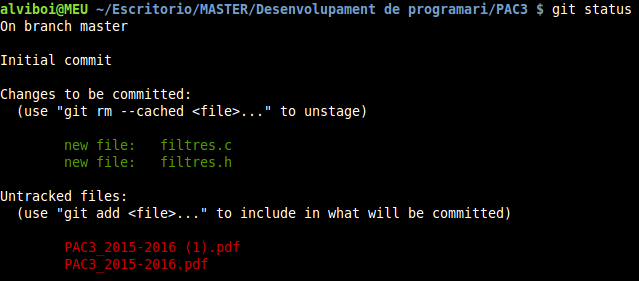 alviboi@MEU ~/Escritorio/MASTER/Desenvolupament de programari/PAC3 $ git status
On branch master
Initial commit
Changes to be committed:
(use "git rm --cached <file>..." to unstage)
new file: filtres.c
new file: filtres.h
Untracked files:
(use "git add <file>..." to include in what will be committed)
PAC3_2015-2016 (1).pdf
PAC3_2015-2016.pdf